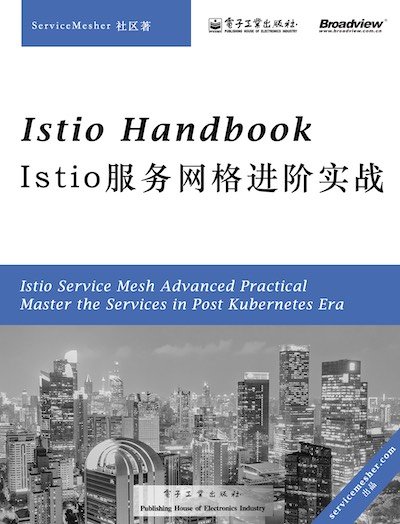 ServiceMesher 社区著
電子工業出版社.
PUBLISHING HOUSE OF ELECTRONICS INDUSTRY
Broadview®
www.broadview.com.cn
Istio Handbook
Istio服务网格进阶实战
Istio Service Mesh Advanced Practical
Master the Services in Post Kubernetes Era
servicemesher.com
出品
電子工業出版社.
Publishing House of Electronics Industry